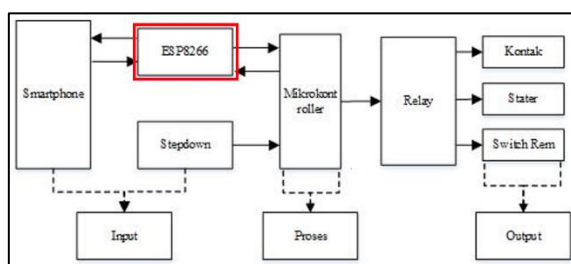 ESP8266
Smartphone
Mikrokont
roller
Relay
Kontak
Stater
Switch Rem
Stepdown
Input
Proses
Output